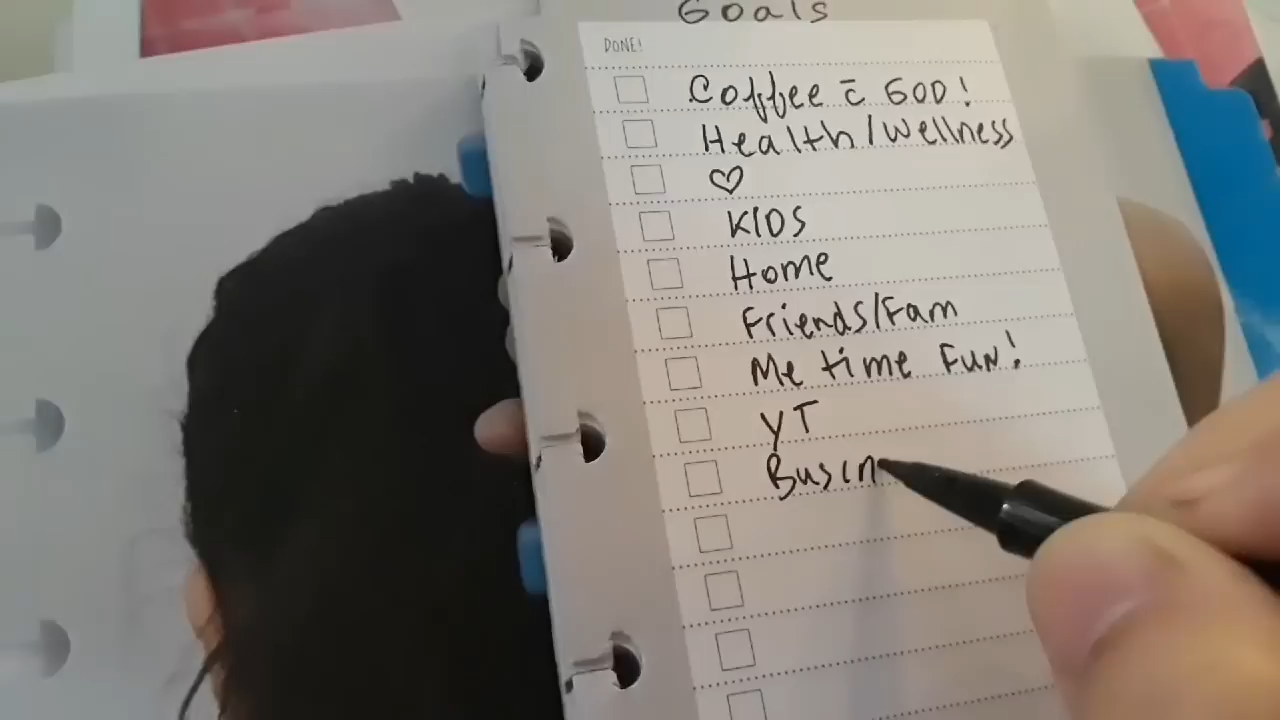 Goals
DONE!
Coffee c̄ GOD!
Health/Wellness
♡
KIDS
Home
Friends/Fam
Me time FUN!
YT
Busin